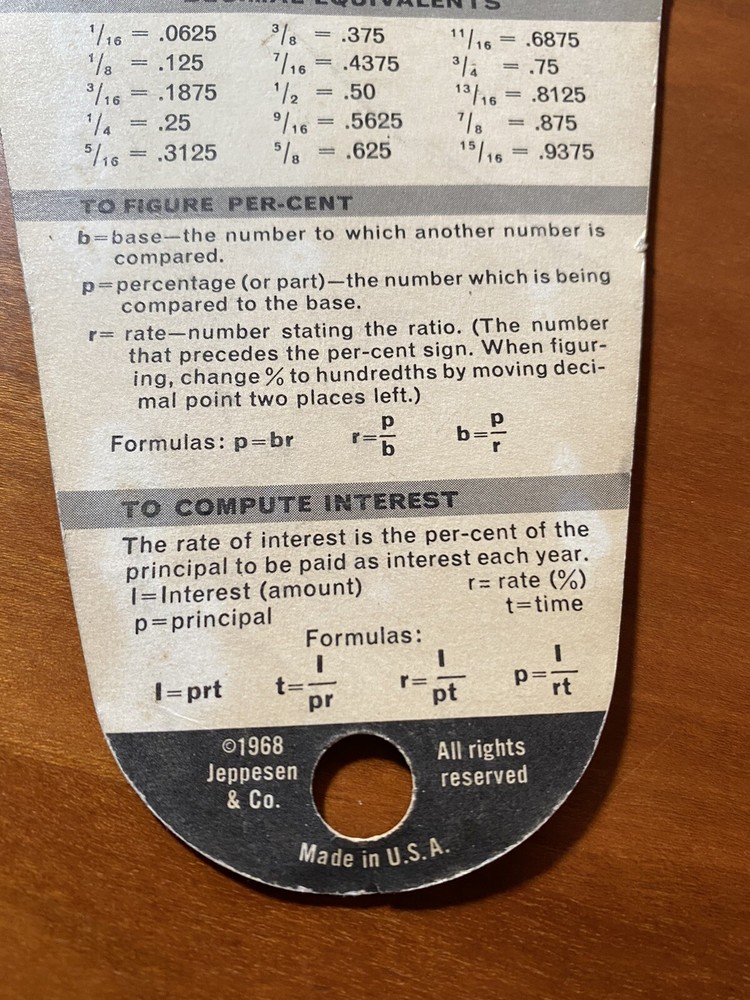 DECIMAL EQUIVALENTS
1/16 = .0625 3/8 = .375 11/16 = .6875
1/8 = .125 7/16 = .4375 3/4 = .75
3/16 = .1875 1/2 = .50 13/16 = .8125
1/4 = .25 9/16 = .5625 7/8 = .875
5/16 = .3125 5/8 = .625 15/16 = .9375
TO FIGURE PER-CENT
b=base—the number to which another number is
compared.
p=percentage (or part)—the number which is being
compared to the base.
r= rate—number stating the ratio. (The number
that precedes the per-cent sign. When figur-
ing, change % to hundredths by moving deci-
mal point two places left.)
Formulas: p=br r=p/b b=p/r
TO COMPUTE INTEREST
The rate of interest is the per-cent of the
principal to be paid as interest each year.
I=Interest (amount) r= rate (%)
p=principal t=time
Formulas:
I=prt t=I/pr r=I/pt p=I/rt
©1968 All rights
Jeppesen reserved
& Co.
Made in U.S.A.